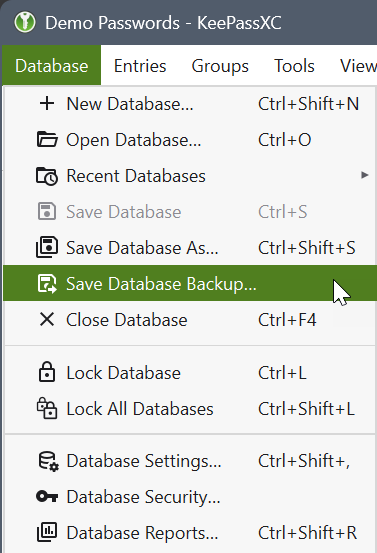 Demo Passwords - KeePassXC
Database Entries Groups Tools View
New Database... Ctrl+Shift+N
Open Database... Ctrl+O
Recent Databases
Save Database Ctrl+S
Save Database As... Ctrl+Shift+S
Save Database Backup...
Close Database Ctrl+F4
Lock Database Ctrl+L
Lock All Databases Ctrl+Shift+L
Database Settings... Ctrl+Shift+,
Database Security...
Database Reports... Ctrl+Shift+R